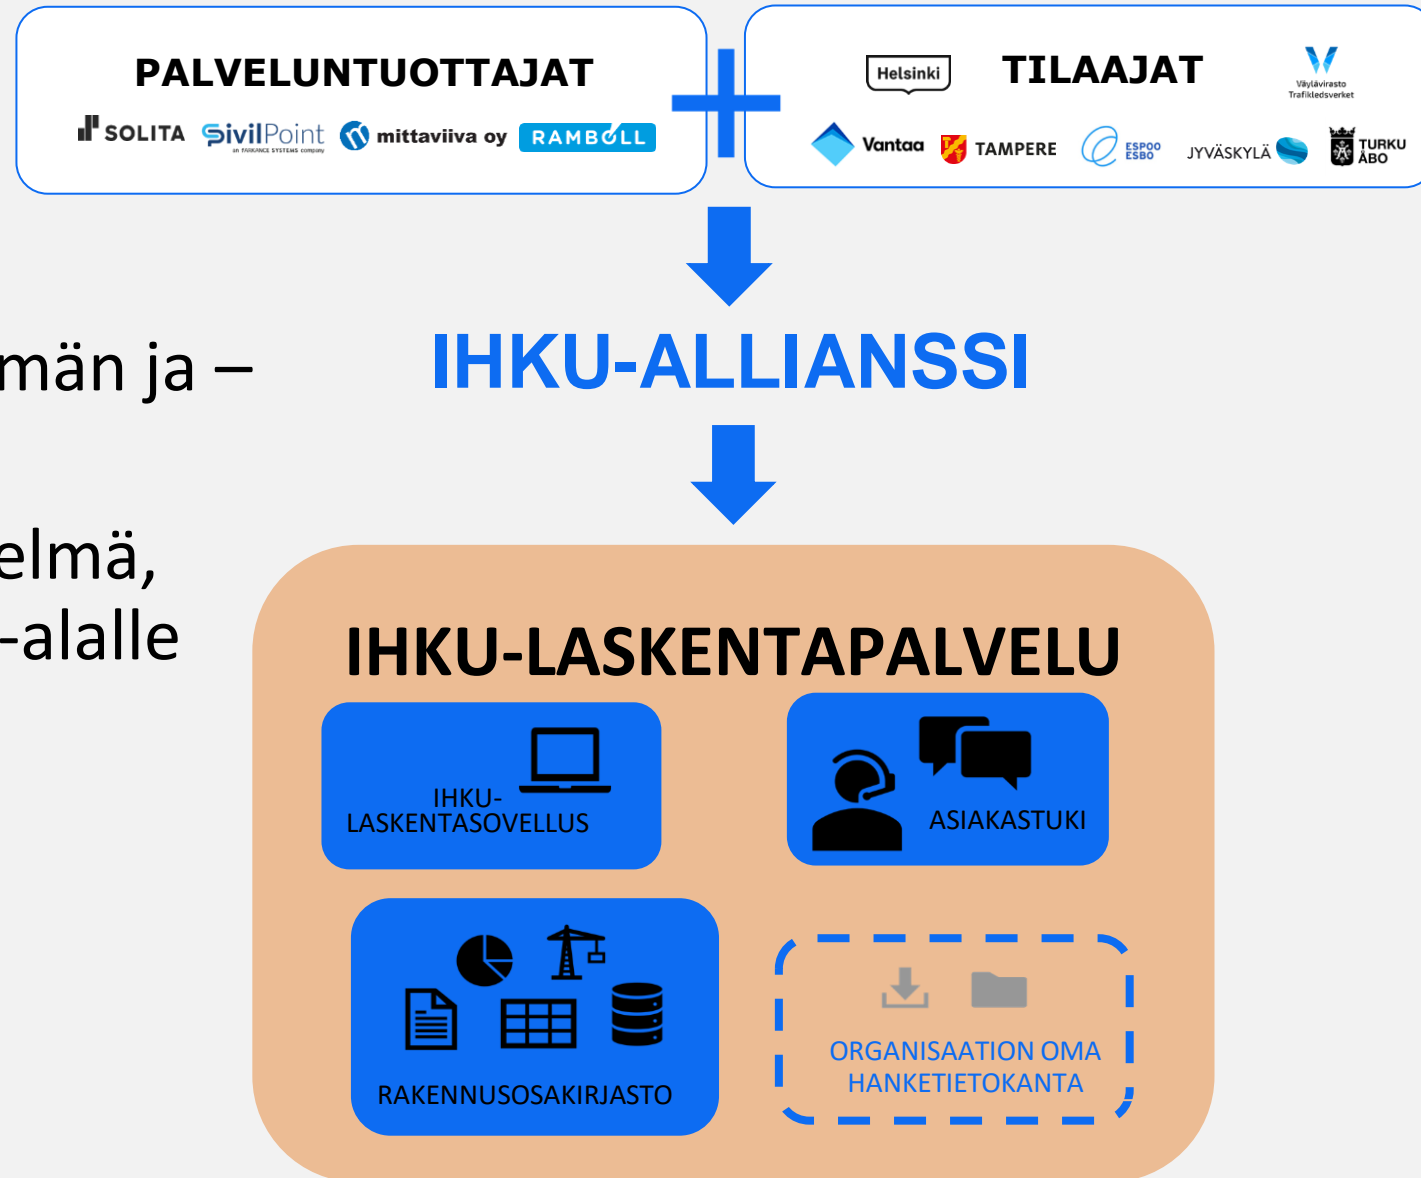 PALVELUNTUOTTAJAT
SOLITA SivilPoint mittaviiva oy RAMBOLL
TILAAJAT
Helsinki
Väylävirasto
Trafikledsverket
Vantaa TAMPERE ESPOO ESBO JYVÄSKYLÄ TURKU ÅBO
IHKU-ALLIANSSI
män ja –
elmä,
-alalle
IHKU-LASKENTAPALVELU
IHKU-
LASKENTASOVELLUS
ASIAKASTUKI
RAKENNUSOSAKIRJASTO
ORGANISAATION OMA
HANKETIETOKANTA